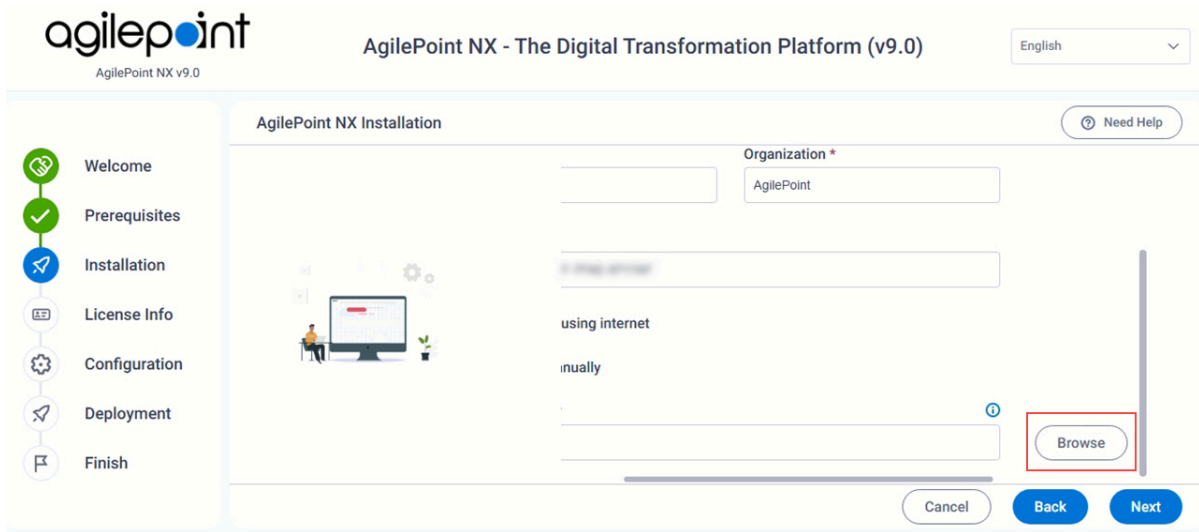 agilepoint
AgilePoint NX v9.0
AgilePoint NX - The Digital Transformation Platform (v9.0)
English
AgilePoint NX Installation
Need Help
Welcome
Prerequisites
Installation
License Info
Configuration
Deployment
Finish
Organization *
AgilePoint
using internet
nually
Browse
Cancel
Back
Next